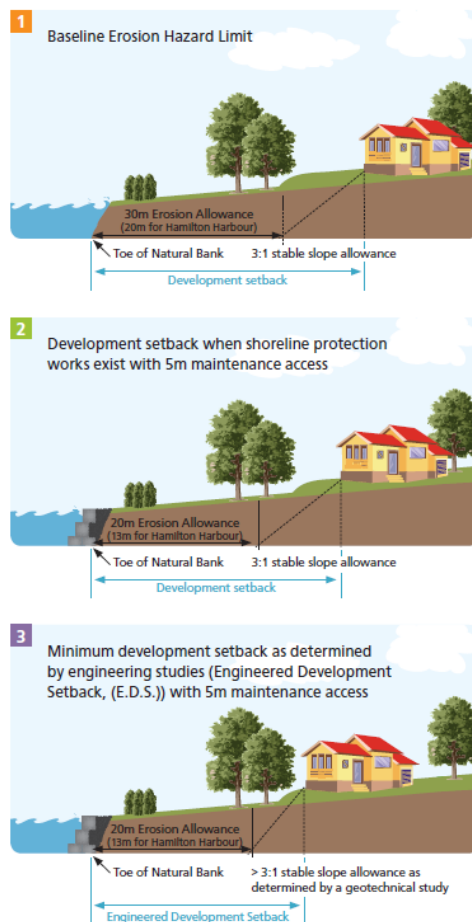 1
Baseline Erosion Hazard Limit
30m Erosion Allowance
(20m for Hamilton Harbour)
Toe of Natural Bank 3:1 stable slope allowance
Development setback
2
Development setback when shoreline protection
works exist with 5m maintenance access
20m Erosion Allowance
(13m for Hamilton Harbour)
Toe of Natural Bank 3:1 stable slope allowance
Development setback
3
Minimum development setback as determined
by engineering studies (Engineered Development
Setback, (E.D.S.)) with 5m maintenance access
20m Erosion Allowance
(13m for Hamilton Harbour)
Toe of Natural Bank > 3:1 stable slope allowance as
determined by a geotechnical study
Engineered Development Setback